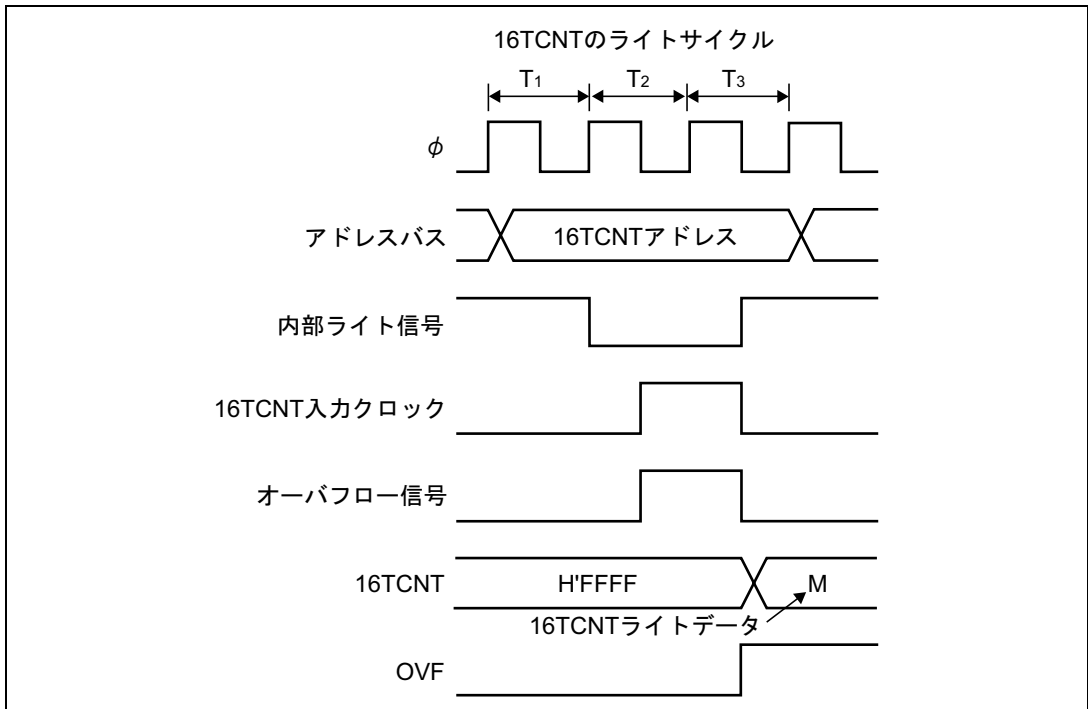 16TCNTのライトサイクル
T1 T2 T3
φ
アドレスバス 16TCNTアドレス
内部ライト信号
16TCNT入力クロック
オーバフロー信号
16TCNT H'FFFF M
16TCNTライトデータ
OVF